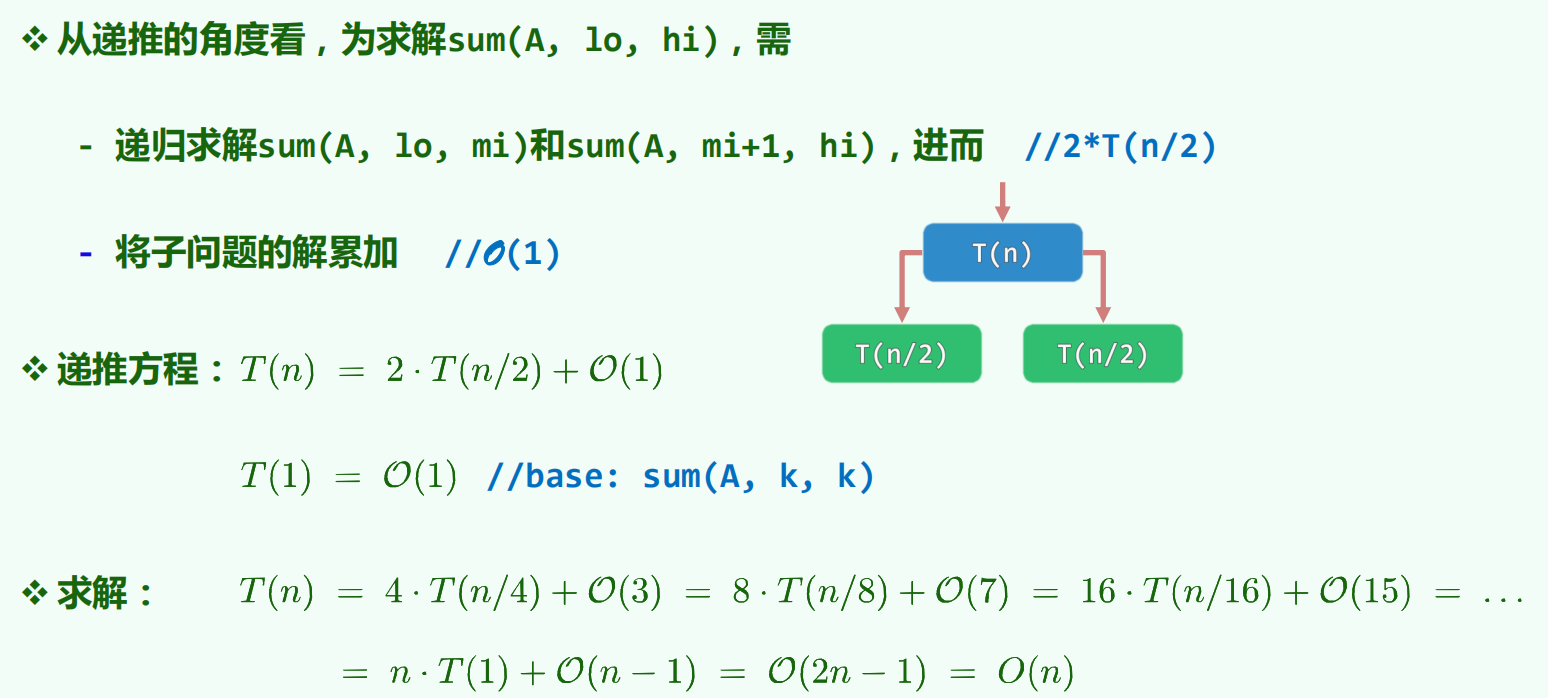 ❖ 从递推的角度看，为求解sum(A, lo, hi)，需
- 递归求解sum(A, lo, mi)和sum(A, mi+1, hi)，进而 //2*T(n/2)
- 将子问题的解累加 //𝒪(1)
T(n)
T(n/2) T(n/2)
❖ 递推方程：T(n) = 2 · T(n/2) + 𝒪(1)
T(1) = 𝒪(1) //base: sum(A, k, k)
❖ 求解： T(n) = 4 · T(n/4) + 𝒪(3) = 8 · T(n/8) + 𝒪(7) = 16 · T(n/16) + 𝒪(15) = ...
= n · T(1) + 𝒪(n − 1) = 𝒪(2n − 1) = O(n)